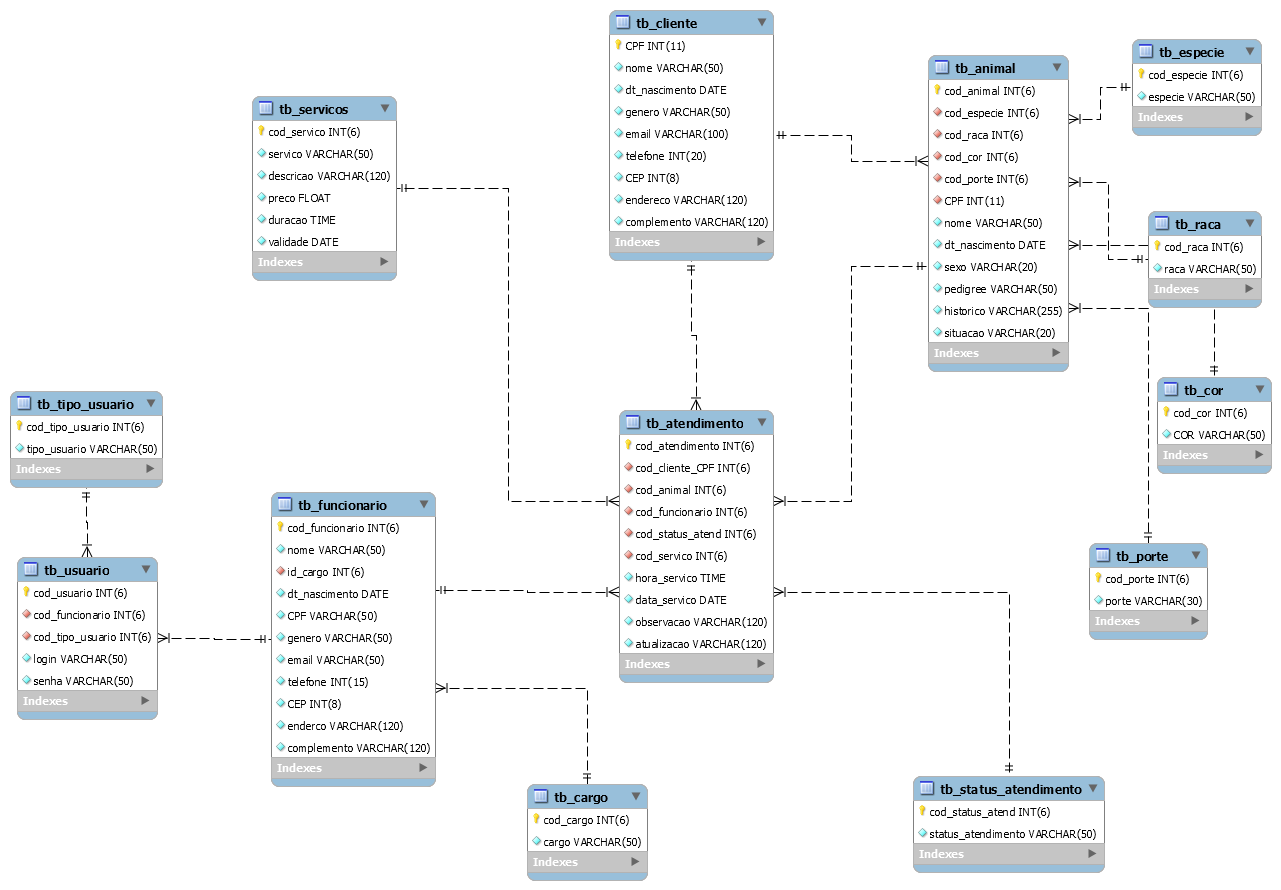 tb_cliente
CPF INT(11)
nome VARCHAR(50)
dt_nascimento DATE
genero VARCHAR(50)
email VARCHAR(100)
telefone INT(20)
CEP INT(8)
endereco VARCHAR(120)
complemento VARCHAR(120)
Indexes
tb_especie
cod_especie INT(6)
especie VARCHAR(50)
Indexes
tb_animal
cod_animal INT(6)
cod_especie INT(6)
cod_raca INT(6)
cod_cor INT(6)
cod_porte INT(6)
CPF INT(11)
nome VARCHAR(50)
dt_nascimento DATE
sexo VARCHAR(20)
pedigree VARCHAR(50)
historico VARCHAR(255)
situacao VARCHAR(20)
Indexes
tb_servicos
cod_servico INT(6)
servico VARCHAR(50)
descricao VARCHAR(120)
preco FLOAT
duracao TIME
validade DATE
Indexes
tb_raca
cod_raca INT(6)
raca VARCHAR(50)
Indexes
tb_cor
cod_cor INT(6)
COR VARCHAR(50)
Indexes
tb_tipo_usuario
cod_tipo_usuario INT(6)
tipo_usuario VARCHAR(50)
Indexes
tb_atendimento
cod_atendimento INT(6)
cod_cliente_CPF INT(6)
cod_animal INT(6)
cod_funcionario INT(6)
cod_status_atend INT(6)
cod_servico INT(6)
hora_servico TIME
data_servico DATE
observacao VARCHAR(120)
atualizacao VARCHAR(120)
Indexes
tb_funcionario
cod_funcionario INT(6)
nome VARCHAR(50)
id_cargo INT(6)
dt_nascimento DATE
CPF VARCHAR(50)
genero VARCHAR(50)
email VARCHAR(50)
telefone INT(15)
CEP INT(8)
enderco VARCHAR(120)
complemento VARCHAR(120)
Indexes
tb_porte
cod_porte INT(6)
porte VARCHAR(30)
Indexes
tb_usuario
cod_usuario INT(6)
cod_funcionario INT(6)
cod_tipo_usuario INT(6)
login VARCHAR(50)
senha VARCHAR(50)
Indexes
tb_cargo
cod_cargo INT(6)
cargo VARCHAR(50)
Indexes
tb_status_atendimento
cod_status_atend INT(6)
status_atendimento VARCHAR(50)
Indexes